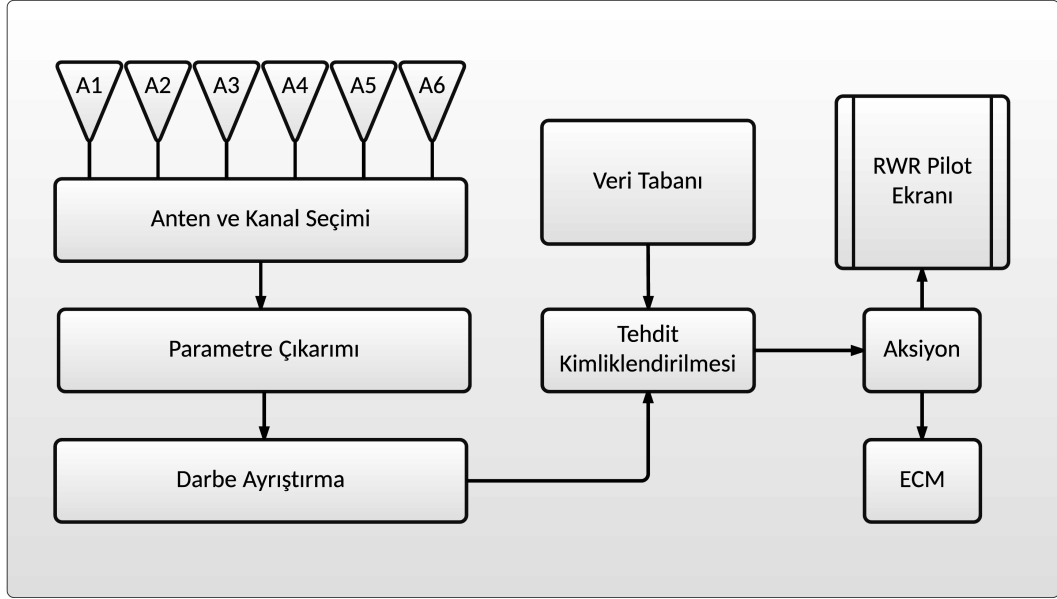 A1 A2 A3 A4 A5 A6
Anten ve Kanal Seçimi
Parametre Çıkarımı
Darbe Ayrıştırma
Veri Tabanı
Tehdit
Kimliklendirilmesi
RWR Pilot
Ekranı
Aksiyon
ECM